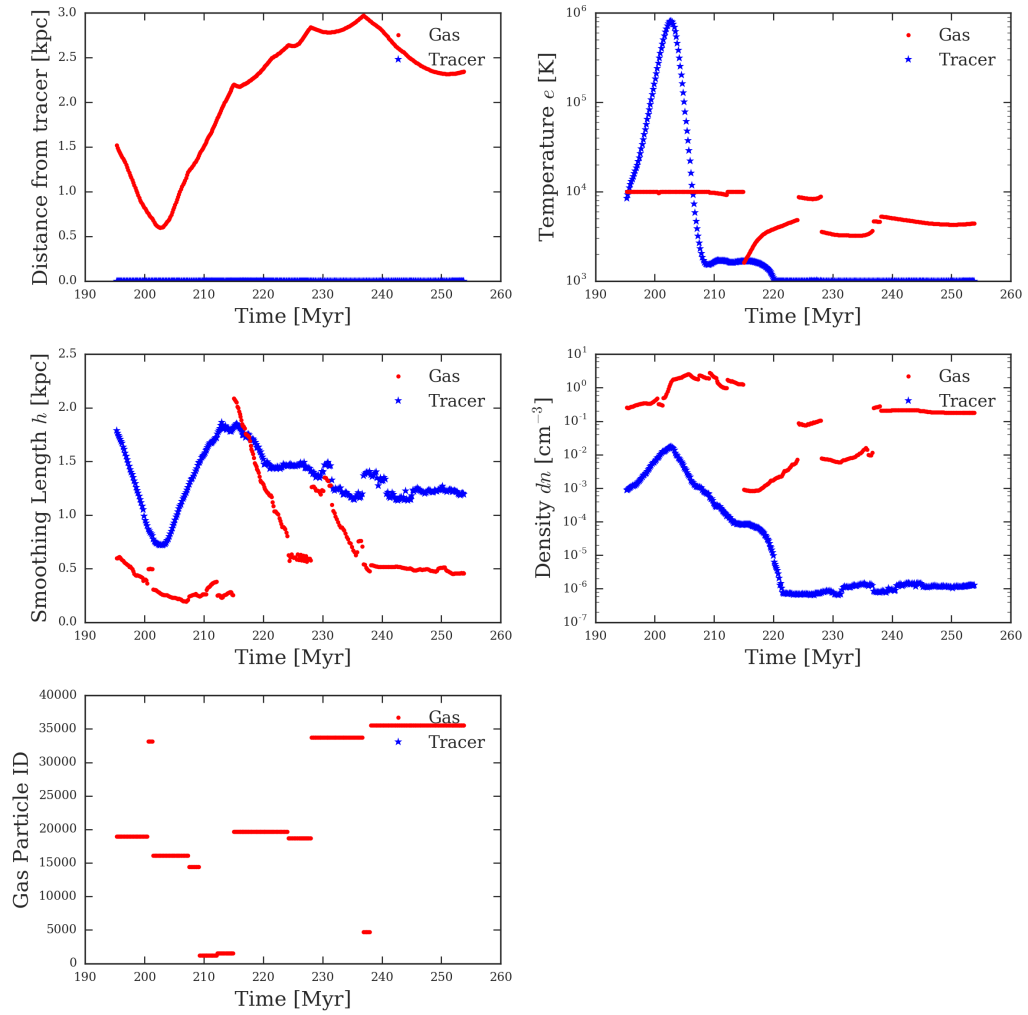 3.0
2.5
2.0
1.5
1.0
0.5
0.0
Distance from tracer [kpc]
Gas
Tracer
190 200 210 220 230 240 250 260
Time [Myr]
10^6
10^5
10^4
10^3
Temperature e [K]
Gas
Tracer
190 200 210 220 230 240 250 260
Time [Myr]
2.5
2.0
1.5
1.0
0.5
0.0
Smoothing Length h [kpc]
Gas
Tracer
190 200 210 220 230 240 250 260
Time [Myr]
10^1
10^0
10^-1
10^-2
10^-3
10^-4
10^-5
10^-6
10^-7
Density dn [cm^-3]
Gas
Tracer
190 200 210 220 230 240 250 260
Time [Myr]
40000
35000
30000
25000
20000
15000
10000
5000
0
Gas Particle ID
Gas
Tracer
190 200 210 220 230 240 250 260
Time [Myr]